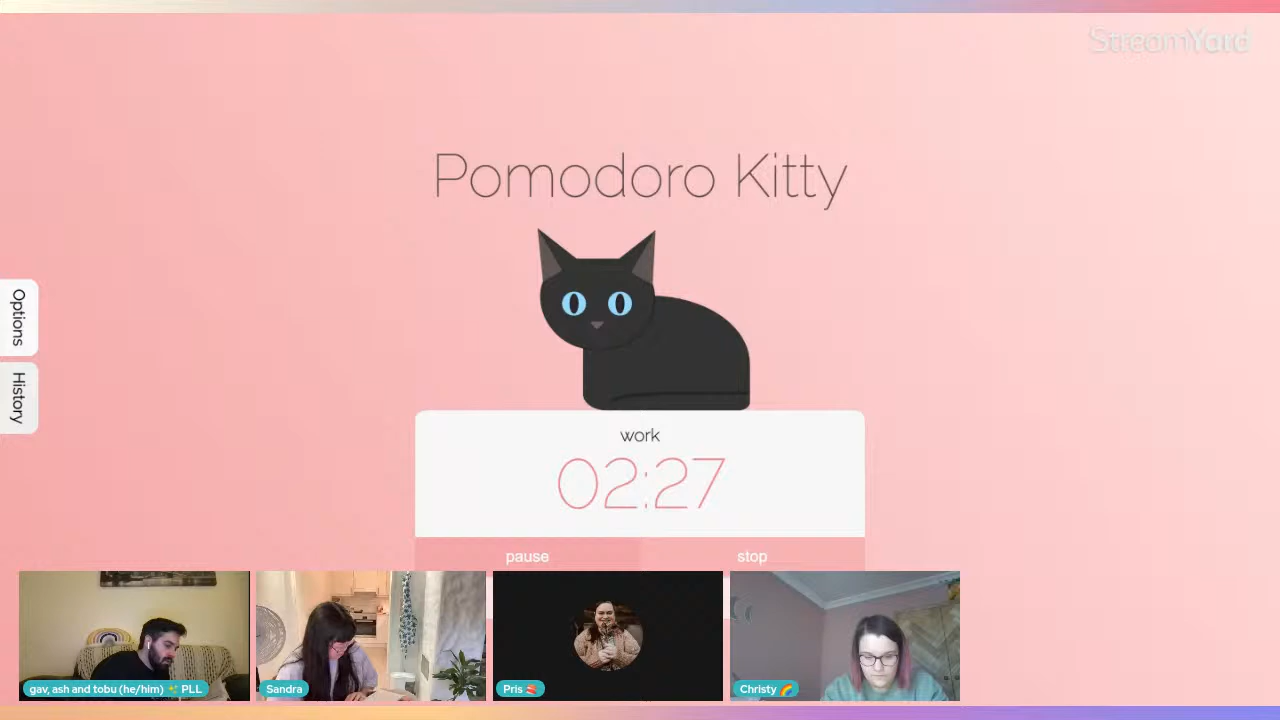 StreamYard
Pomodoro Kitty
Options
History
work
02:27
pause
stop
gav, ash and tobu (he/him) ✨ PLL
Sandra
Pris
Christy 🌈